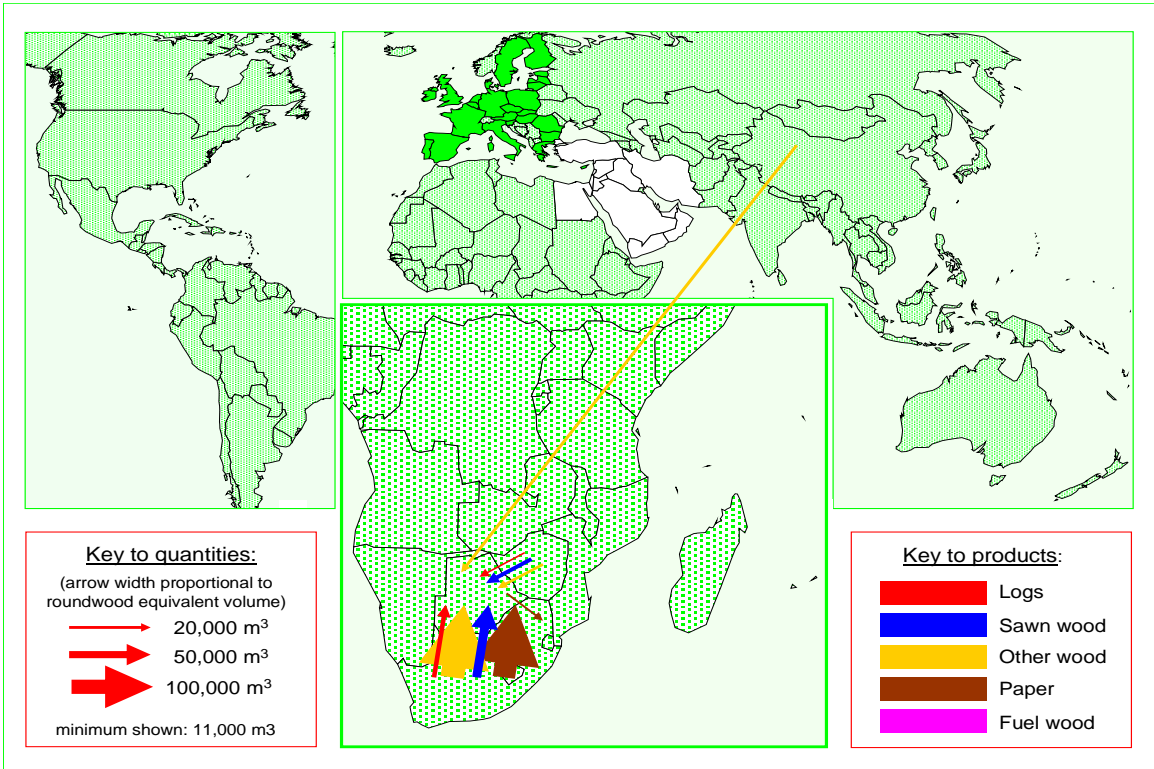 Key to quantities:
(arrow width proportional to
roundwood equivalent volume)
20,000 m³
50,000 m³
100,000 m³
minimum shown: 11,000 m3
Key to products:
Logs
Sawn wood
Other wood
Paper
Fuel wood